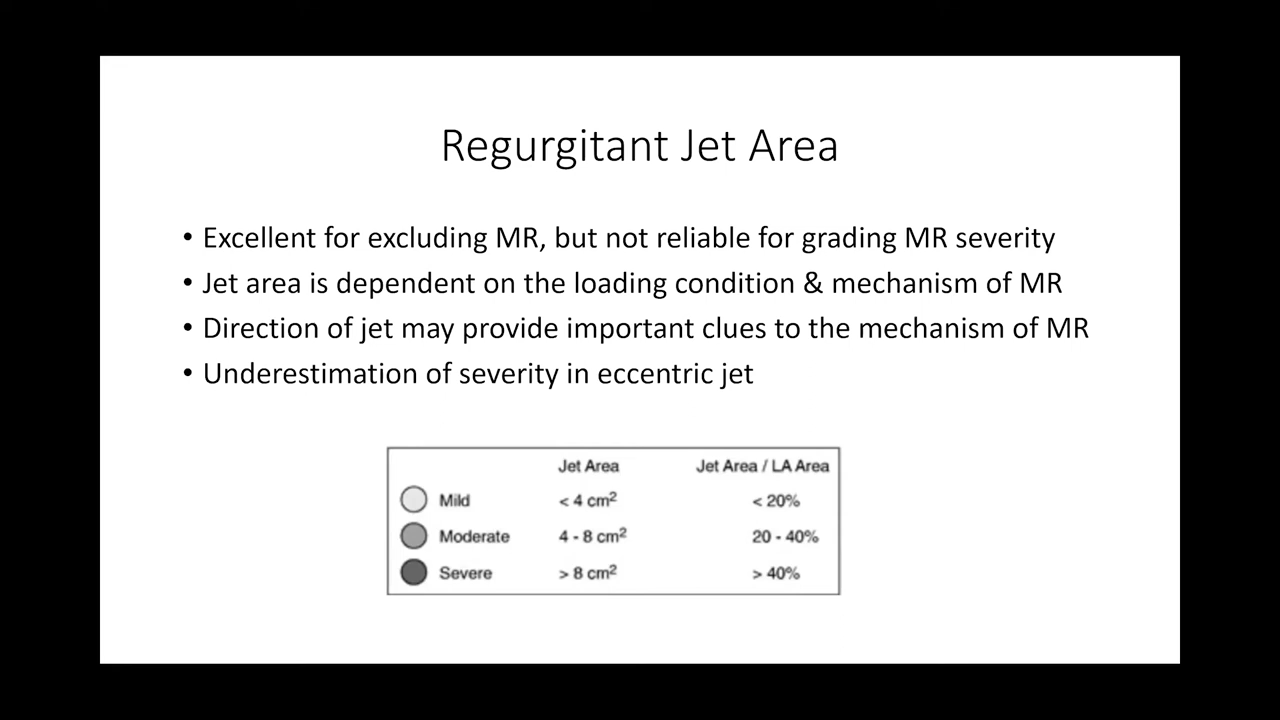 Regurgitant Jet Area
• Excellent for excluding MR, but not reliable for grading MR severity
• Jet area is dependent on the loading condition & mechanism of MR
• Direction of jet may provide important clues to the mechanism of MR
• Underestimation of severity in eccentric jet
Jet Area Jet Area / LA Area
Mild < 4 cm² < 20%
Moderate 4 - 8 cm² 20 - 40%
Severe > 8 cm² > 40%